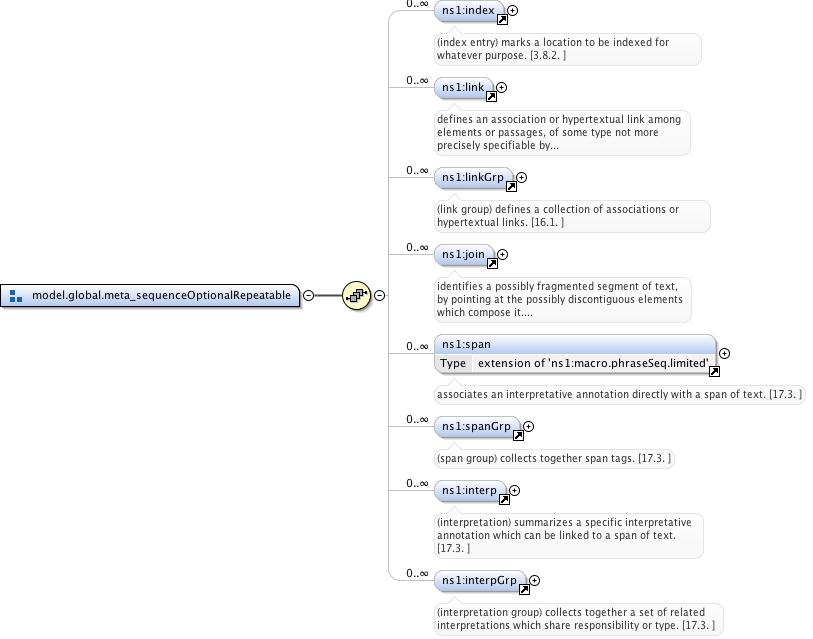 0..∞
ns1:index
(index entry) marks a location to be indexed for
whatever purpose. [3.8.2. ]
0..∞
ns1:link
defines an association or hypertextual link among
elements or passages, of some type not more
precisely specifiable by...
0..∞
ns1:linkGrp
(link group) defines a collection of associations or
hypertextual links. [16.1. ]
0..∞
ns1:join
identifies a possibly fragmented segment of text,
by pointing at the possibly discontiguous elements
which compose it....
model.global.meta_sequenceOptionalRepeatable
0..∞
ns1:span
Type extension of 'ns1:macro.phraseSeq.limited'
associates an interpretative annotation directly with a span of text. [17.3. ]
0..∞
ns1:spanGrp
(span group) collects together span tags. [17.3. ]
0..∞
ns1:interp
(interpretation) summarizes a specific interpretative
annotation which can be linked to a span of text.
[17.3. ]
0..∞
ns1:interpGrp
(interpretation group) collects together a set of related
interpretations which share responsibility or type. [17.3. ]